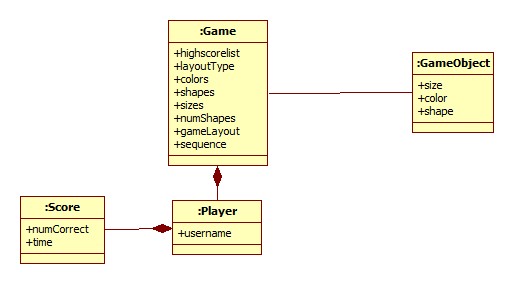 :Game
+highscorelist
+layoutType
+colors
+shapes
+sizes
+numShapes
+gameLayout
+sequence
:GameObject
+size
+color
+shape
:Score
+numCorrect
+time
:Player
+username